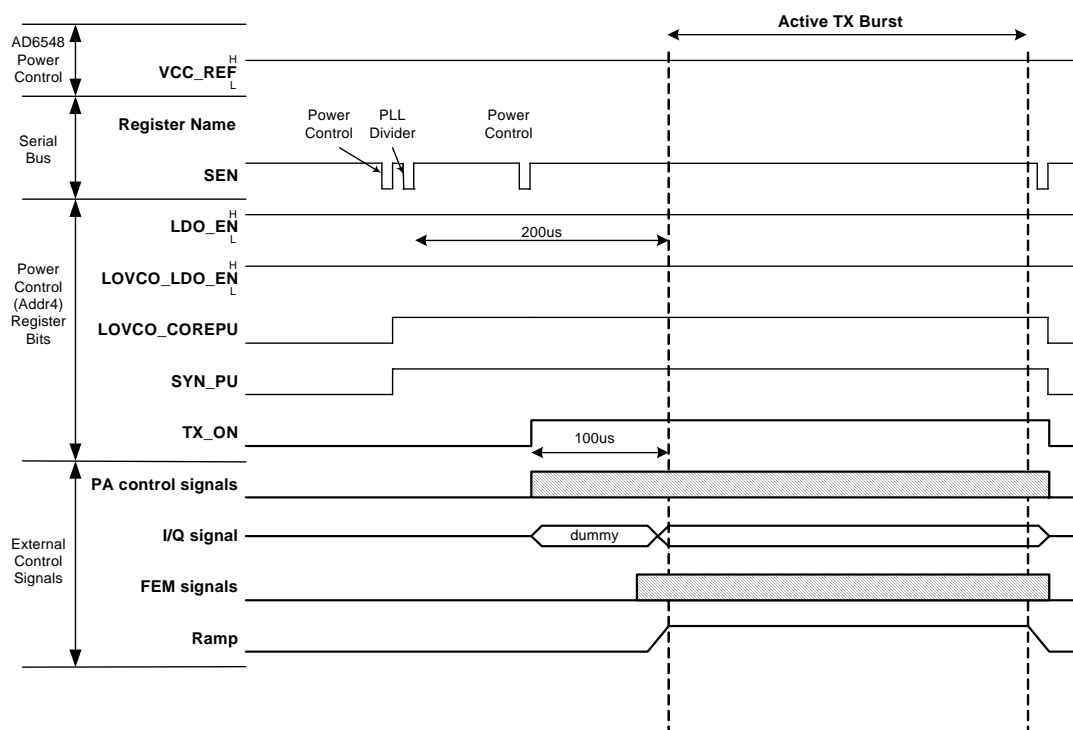 Active TX Burst
AD6548
Power
Control
H
VCC_REF
L
Serial
Bus
Register Name
Power
Control
PLL
Divider
Power
Control
SEN
Power
Control
(Addr4)
Register
Bits
H
LDO_EN
L
200us
H
LOVCO_LDO_EN
L
LOVCO_COREPU
SYN_PU
TX_ON
100us
External
Control
Signals
PA control signals
I/Q signal
dummy
FEM signals
Ramp